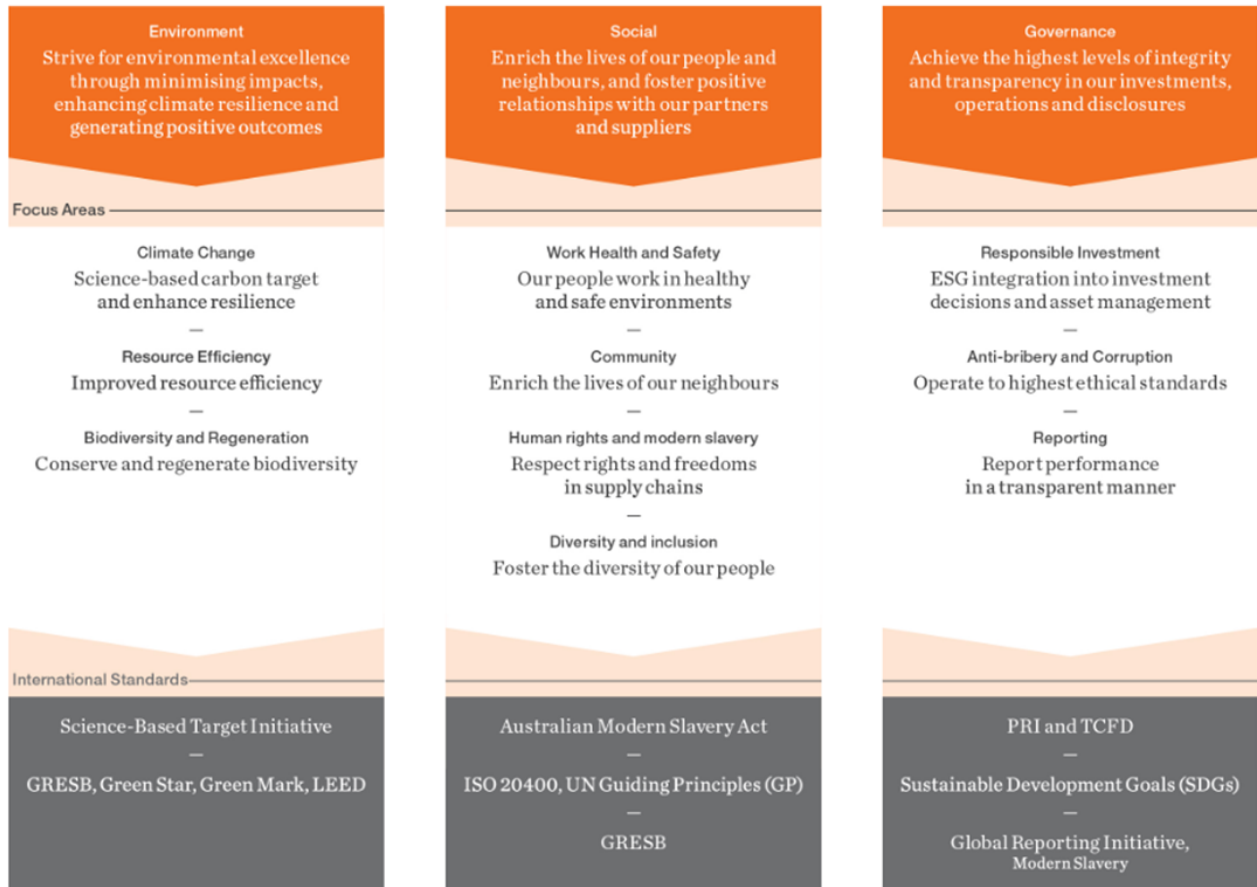 Environment
Strive for environmental excellence
through minimising impacts,
enhancing climate resilience and
generating positive outcomes
Social
Enrich the lives of our people and
neighbours, and foster positive
relationships with our partners
and suppliers
Governance
Achieve the highest levels of integrity
and transparency in our investments,
operations and disclosures
Focus Areas
Climate Change
Science-based carbon target
and enhance resilience
—
Resource Efficiency
Improved resource efficiency
—
Biodiversity and Regeneration
Conserve and regenerate biodiversity
Work Health and Safety
Our people work in healthy
and safe environments
—
Community
Enrich the lives of our neighbours
—
Human rights and modern slavery
Respect rights and freedoms
in supply chains
—
Diversity and inclusion
Foster the diversity of our people
Responsible Investment
ESG integration into investment
decisions and asset management
—
Anti-bribery and Corruption
Operate to highest ethical standards
—
Reporting
Report performance
in a transparent manner
International Standards
Science-Based Target Initiative
—
GRESB, Green Star, Green Mark, LEED
Australian Modern Slavery Act
—
ISO 20400, UN Guiding Principles (GP)
—
GRESB
PRI and TCFD
—
Sustainable Development Goals (SDGs)
—
Global Reporting Initiative,
Modern Slavery